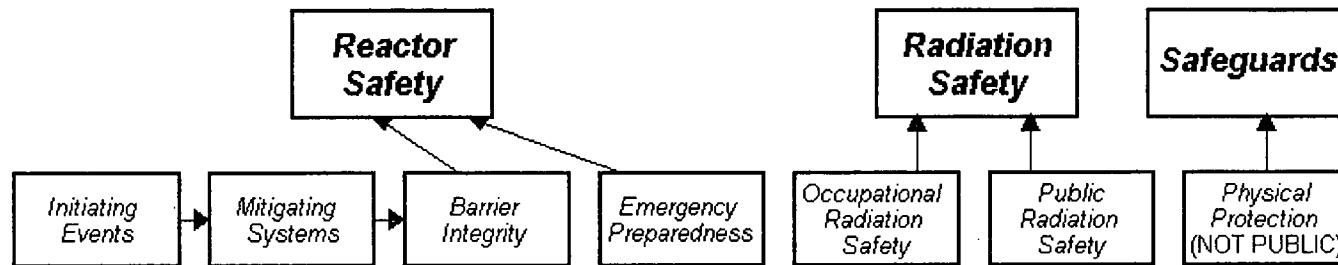 Reactor
Safety
Radiation
Safety
Safeguards
Initiating
Events
Mitigating
Systems
Barrier
Integrity
Emergency
Preparedness
Occupational
Radiation
Safety
Public
Radiation
Safety
Physical
Protection
(NOT PUBLIC)